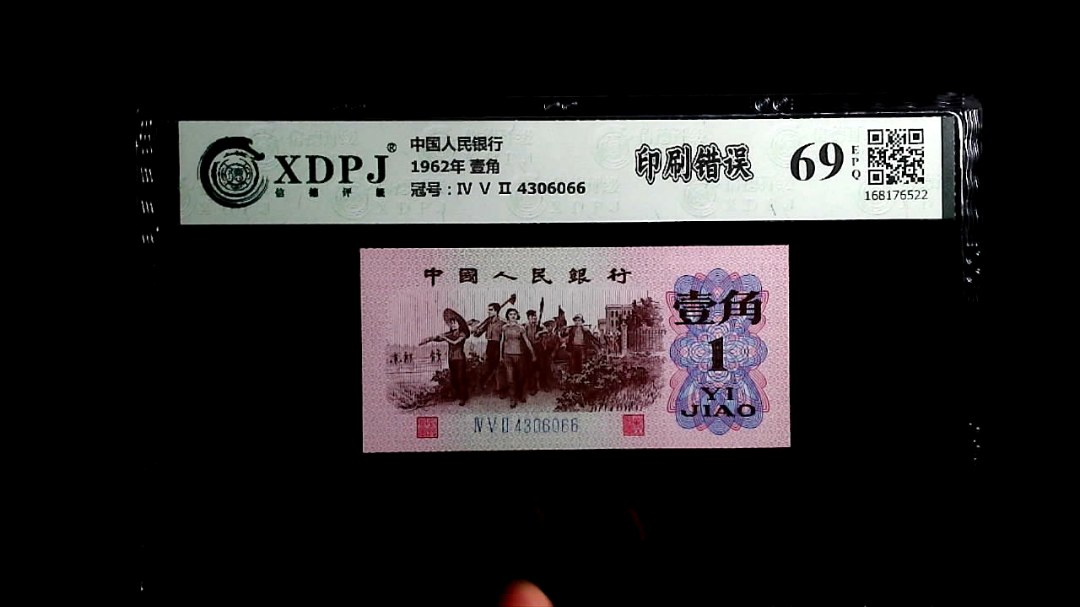 XDPJ®
信德评级
中国人民银行
1962年 壹角
冠号：Ⅳ Ⅴ Ⅱ 4306066
印刷错误
69
EPQ
168176522
中國人民銀行
壹角
1
YI
JIAO
Ⅳ Ⅴ Ⅱ 4306066